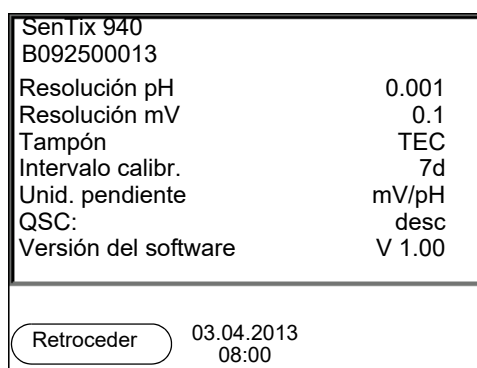 SenTix 940
B092500013
Resolución pH 0.001
Resolución mV 0.1
Tampón TEC
Intervalo calibr. 7d
Unid. pendiente mV/pH
QSC: desc
Versión del software V 1.00
Retroceder 03.04.2013
08:00